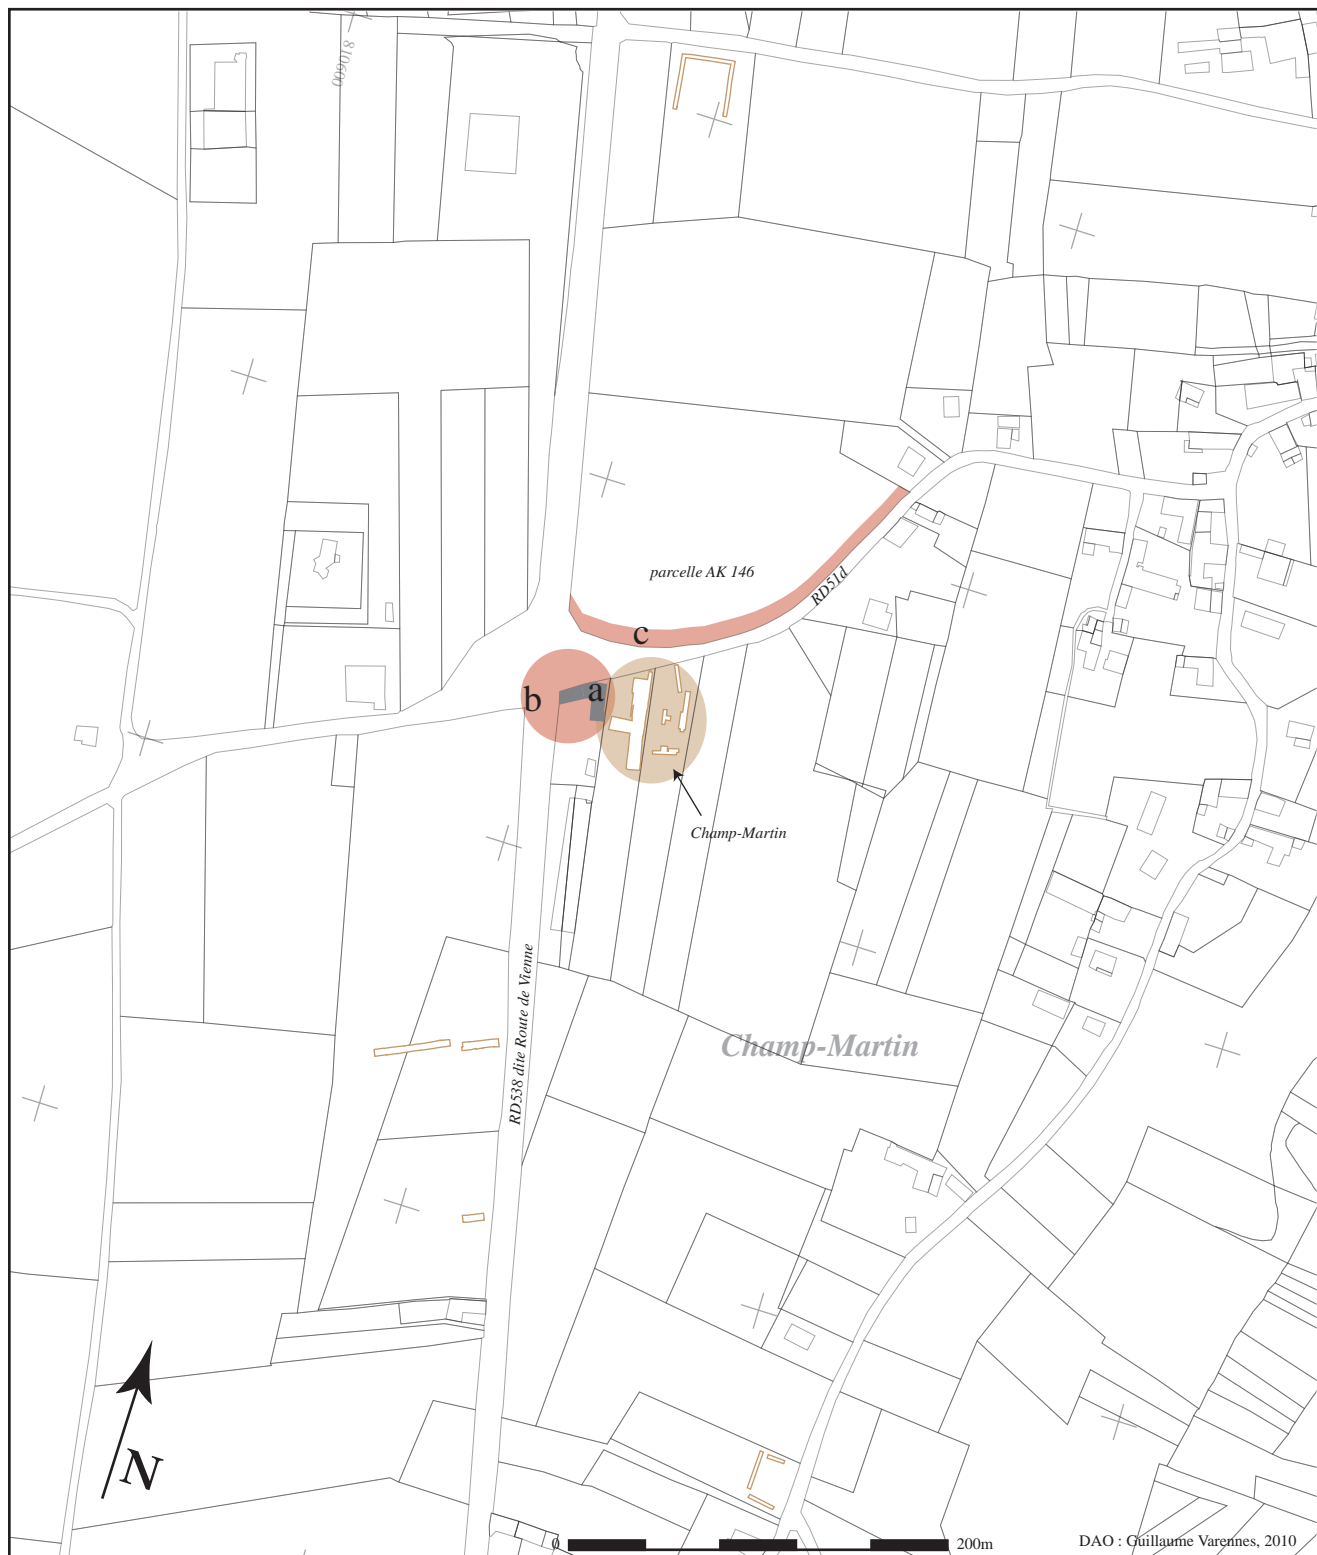 810600
parcelle AK 146
RD51d
c
b
a
Champ-Martin
RD538 dite Route de Vienne
Champ-Martin
N
0
200m
DAO : Guillaume Varennes, 2010